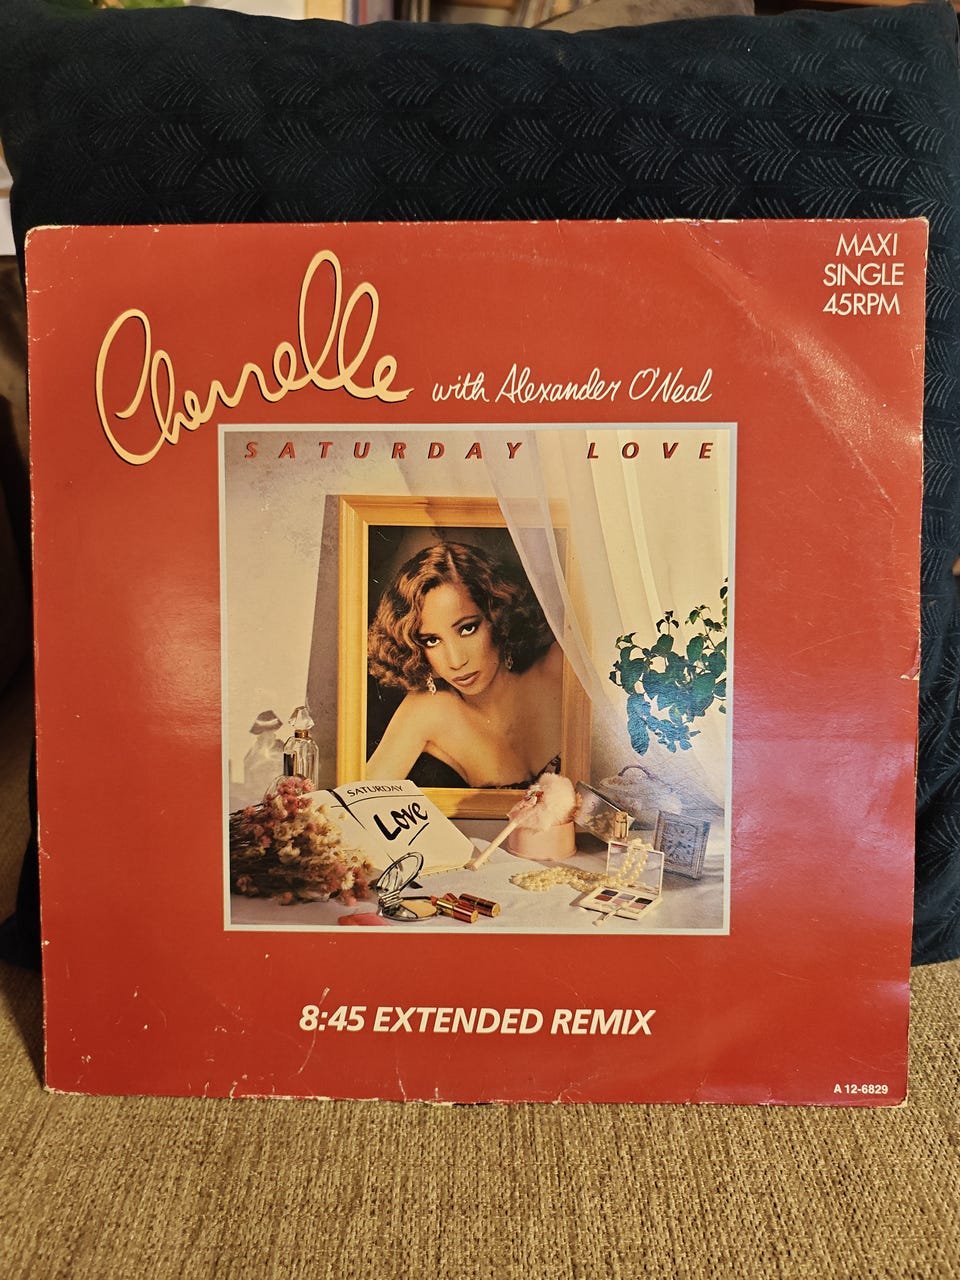 MAXI
SINGLE
45RPM
Cherrelle with Alexander O'Neal
SATURDAY LOVE
SATURDAY
Love
8:45 EXTENDED REMIX
A 12-6829